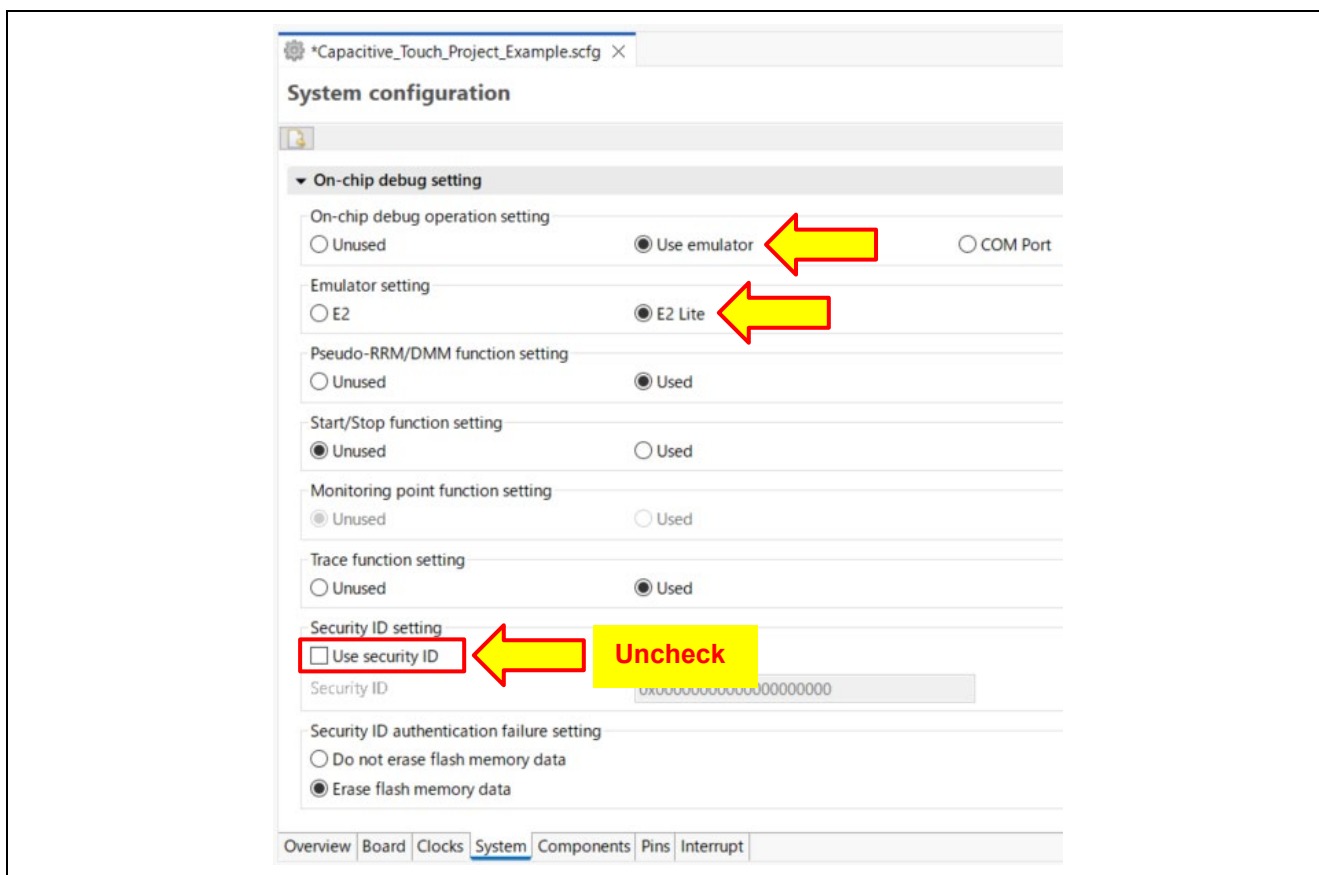 *Capacitive_Touch_Project_Example.scfg
System configuration
On-chip debug setting
On-chip debug operation setting
Unused Use emulator COM Port
Emulator setting
E2 E2 Lite
Pseudo-RRM/DMM function setting
Unused Used
Start/Stop function setting
Unused Used
Monitoring point function setting
Unused Used
Trace function setting
Unused Used
Security ID setting
Use security ID Uncheck
Security ID
Security ID authentication failure setting
Do not erase flash memory data
Erase flash memory data
Overview Board Clocks System Components Pins Interrupt